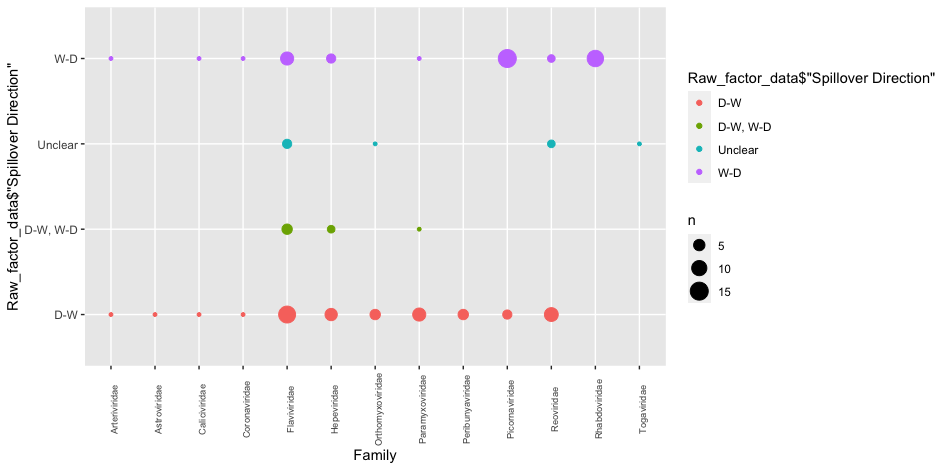 Raw_factor_data$"Spillover Direction"
W-D
Unclear
D-W, W-D
D-W
Arteriviridae
Astroviridae
Caliciviridae
Coronaviridae
Flaviviridae
Hepeviridae
Orthomyxoviridae
Paramyxoviridae
Peribunyaviridae
Picornaviridae
Reoviridae
Rhabdoviridae
Togaviridae
Family
Raw_factor_data$"Spillover Direction"
D-W
D-W, W-D
Unclear
W-D
n
5
10
15